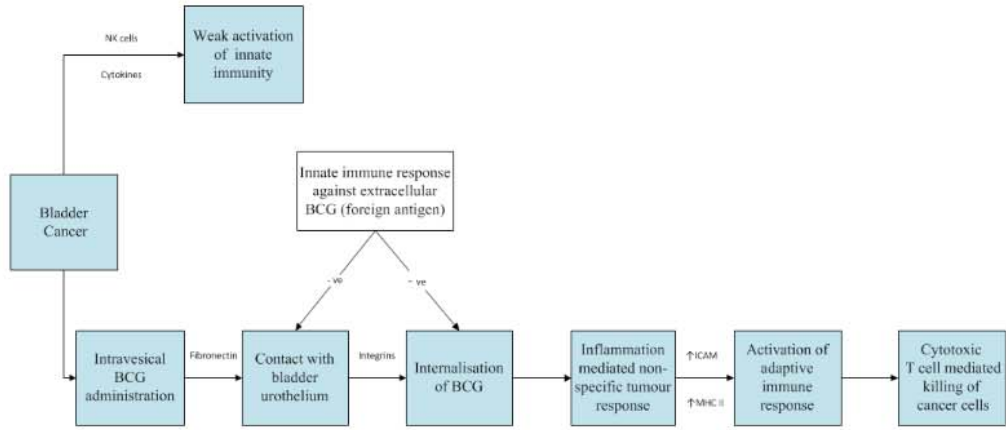 NK cells
Cytokines
Weak activation
of innate
immunity
Innate immune response
against extracellular
BCG (foreign antigen)
Bladder
Cancer
- ve
- ve
Intravesical
BCG
administration
Fibronectin
Contact with
bladder
urothelium
Integrins
Internalisation
of BCG
Inflammation
mediated non-
specific tumour
response
↑ICAM
↑MHC II
Activation of
adaptive
immune
response
Cytotoxic
T cell mediated
killing of
cancer cells